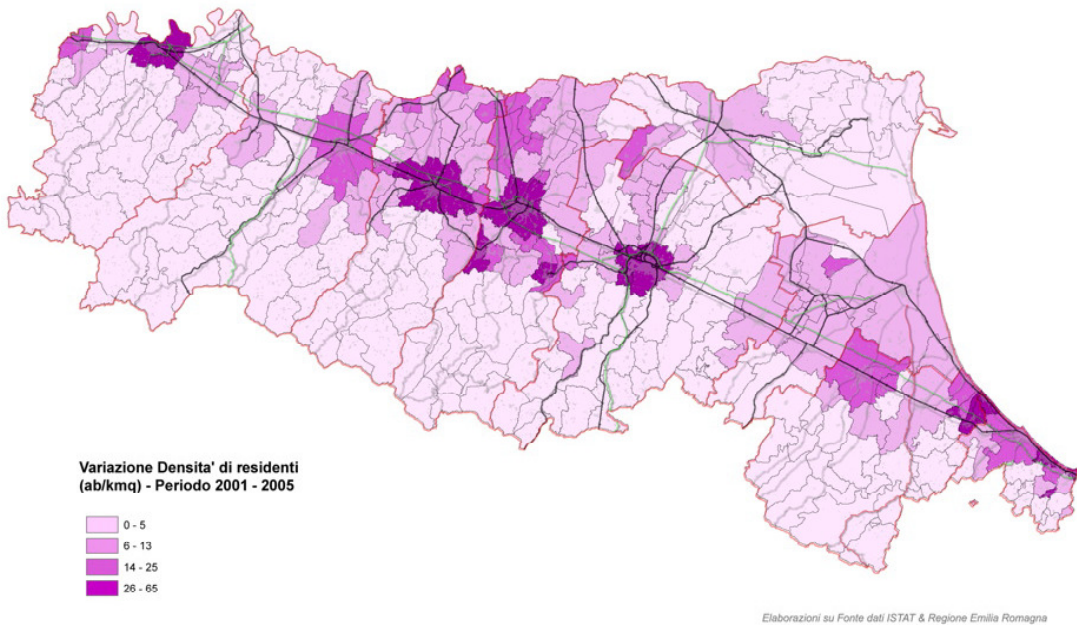 Variazione Densita' di residenti
(ab/kmq) - Periodo 2001 - 2005
0 - 5
6 - 13
14 - 25
26 - 65
Elaborazioni su Fonte dati ISTAT & Regione Emilia Romagna